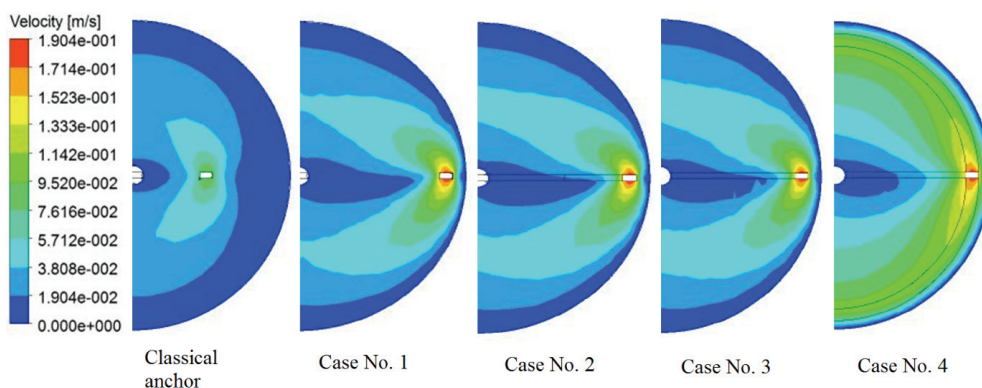 Velocity [m/s]
1.904e-001
1.714e-001
1.523e-001
1.333e-001
1.142e-001
9.520e-002
7.616e-002
5.712e-002
3.808e-002
1.904e-002
0.000e+000
Classical
anchor
Case No. 1
Case No. 2
Case No. 3
Case No. 4